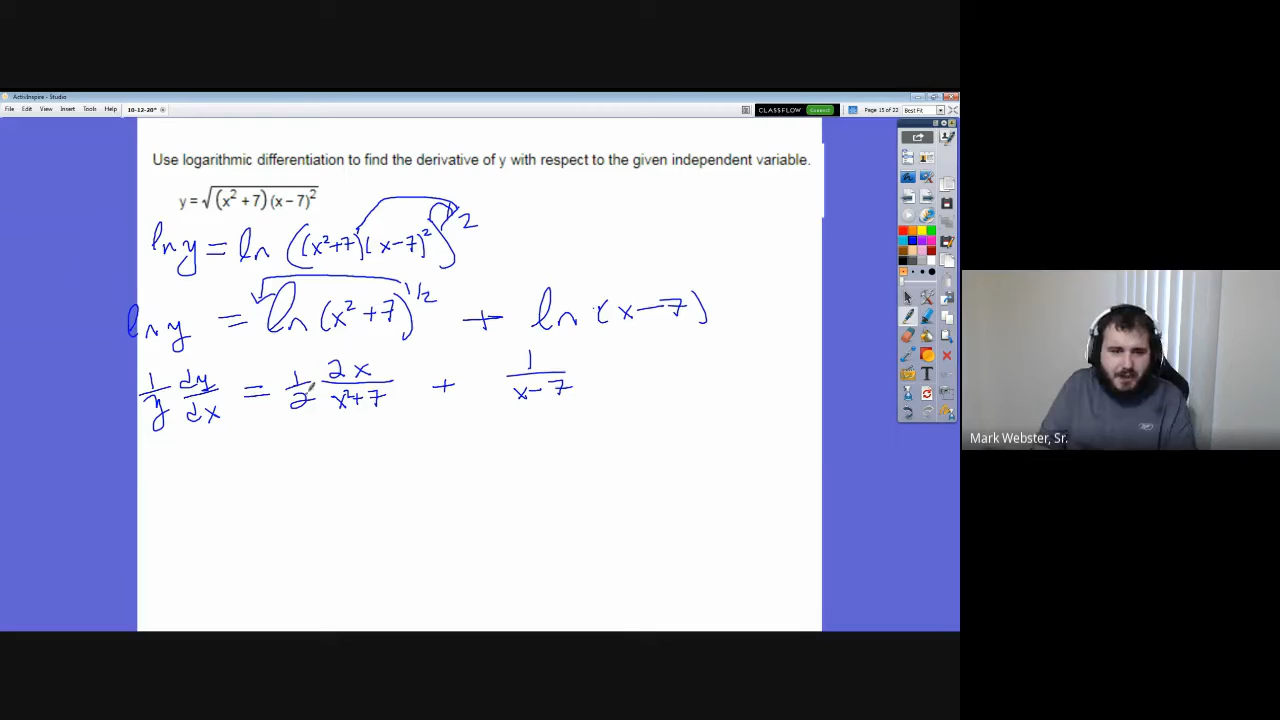 ActivInspire - Studio
File Edit View Insert Tools Help 10-12-20* CLASSFLOW Connect Page 15 of 22 Best Fit
Use logarithmic differentiation to find the derivative of y with respect to the given independent variable.
y = √(x² + 7)(x − 7)²
ln y = ln ((x²+7)(x−7)²)^1/2
ln y = ln (x²+7)^1/2 + ln (x−7)
1/y dy/dx = 1/2 2x/x²+7 + 1/x−7
Mark Webster, Sr.